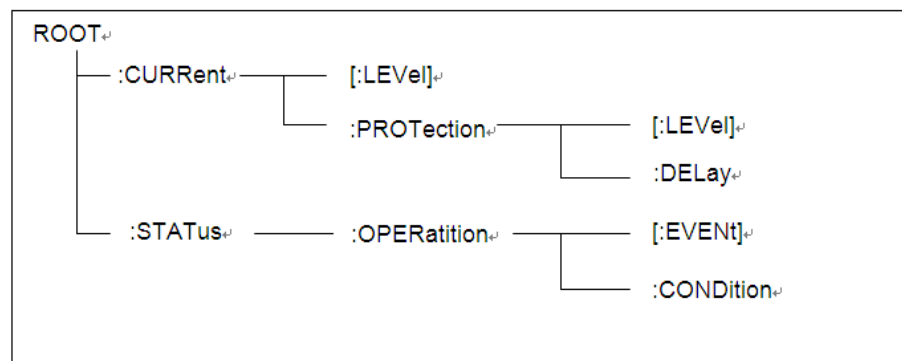 ROOT↵
:CURRent↵ [:LEVel]↵
:PROTection↵ [:LEVel]↵
:DELay↵
:STATus↵ :OPERatition↵ [:EVENt]↵
:CONDition↵